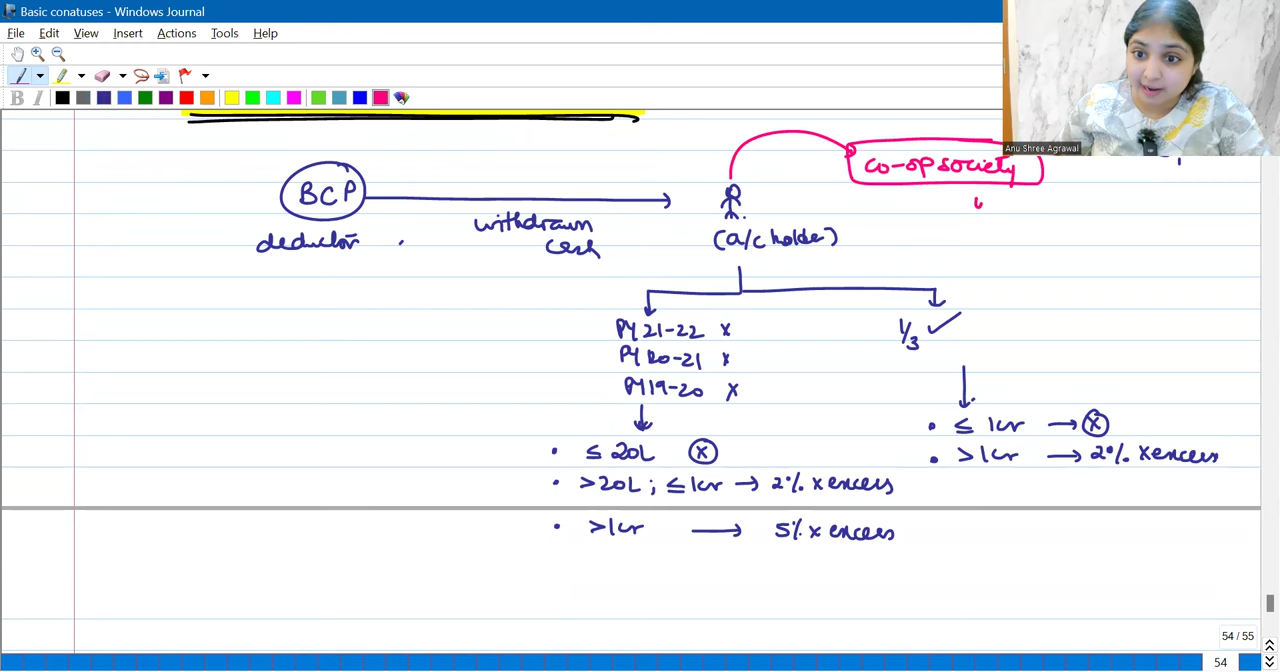 Basic conatuses - Windows Journal
File Edit View Insert Actions Tools Help
B I
Anu Shree Agrawal
co-op society
BCP
deductor
withdrawn
cash
(a/c holder)
PY 21-22 x
PY 20-21 x
PY 19-20 x
1/3 ✓
• ≤ 20L ⓧ
• >20L ; ≤ 1cr → 2% x excess
• >1cr → 5% x excess
• ≤ 1cr → ⓧ
• >1cr → 2% x excess
54 / 55
54